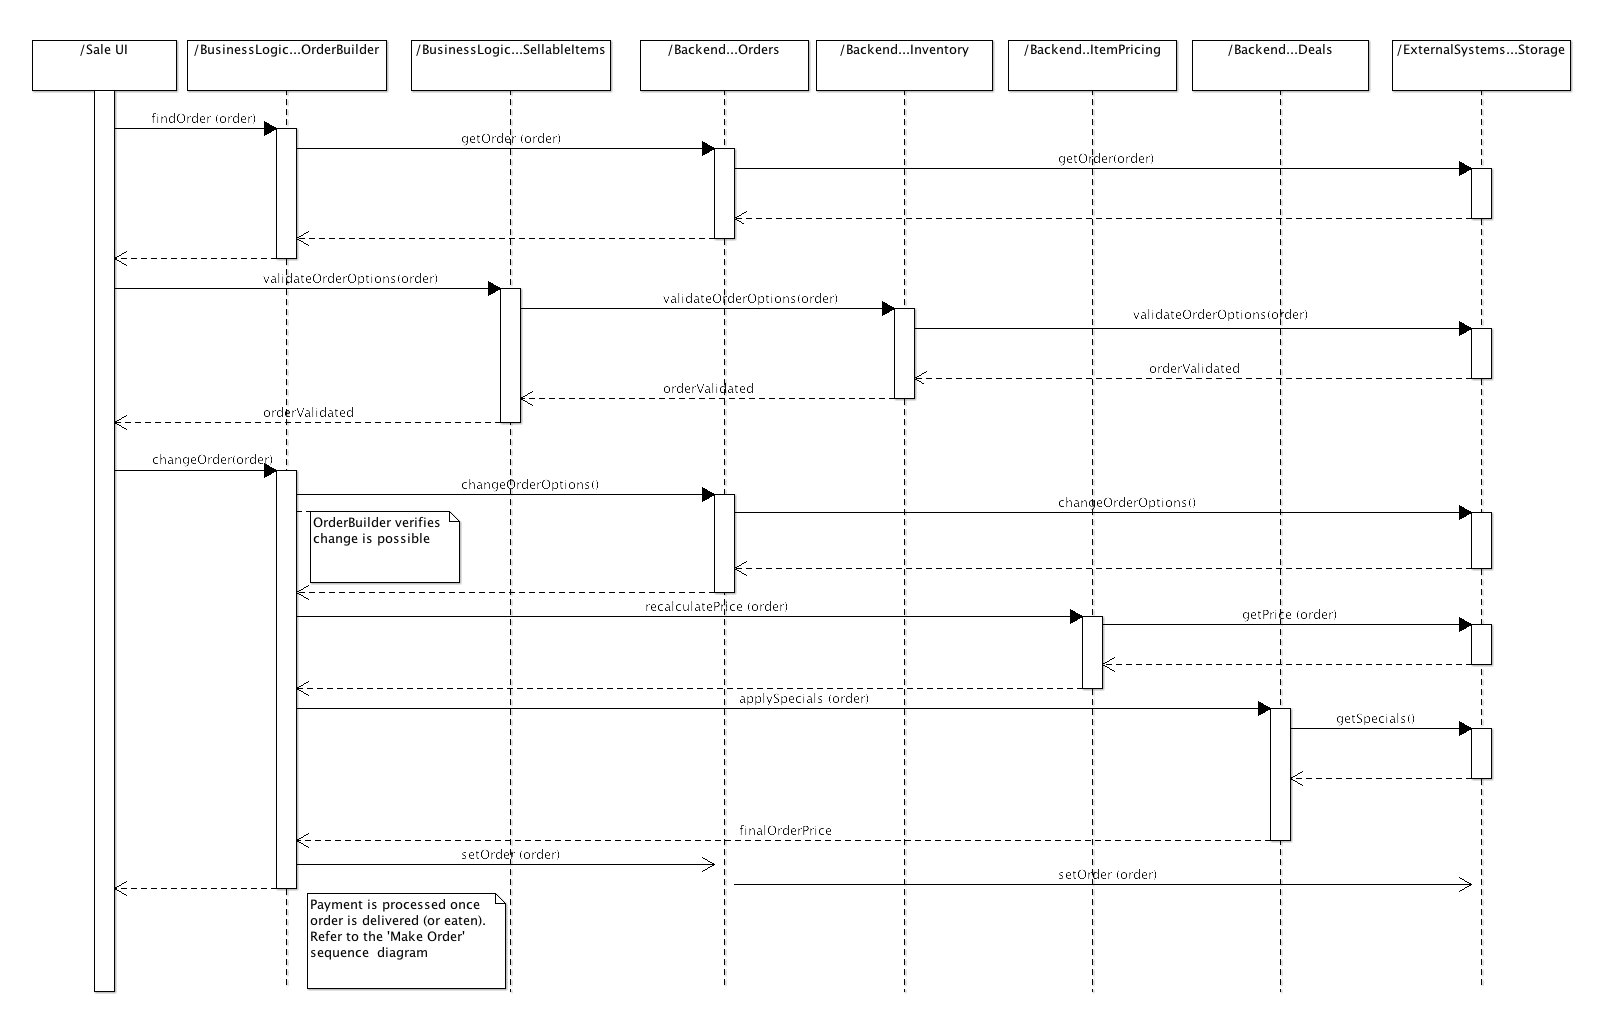 /Sale UI
/BusinessLogic...OrderBuilder
/BusinessLogic...SellableItems
/Backend...Orders
/Backend...Inventory
/Backend..ItemPricing
/Backend...Deals
/ExternalSystems...Storage
findOrder (order)
getOrder (order)
getOrder(order)
validateOrderOptions(order)
validateOrderOptions(order)
validateOrderOptions(order)
orderValidated
orderValidated
orderValidated
changeOrder(order)
changeOrderOptions()
changeOrderOptions()
OrderBuilder verifies
change is possible
recalculatePrice (order)
getPrice (order)
applySpecials (order)
getSpecials()
finalOrderPrice
setOrder (order)
setOrder (order)
Payment is processed once
order is delivered (or eaten).
Refer to the 'Make Order'
sequence  diagram